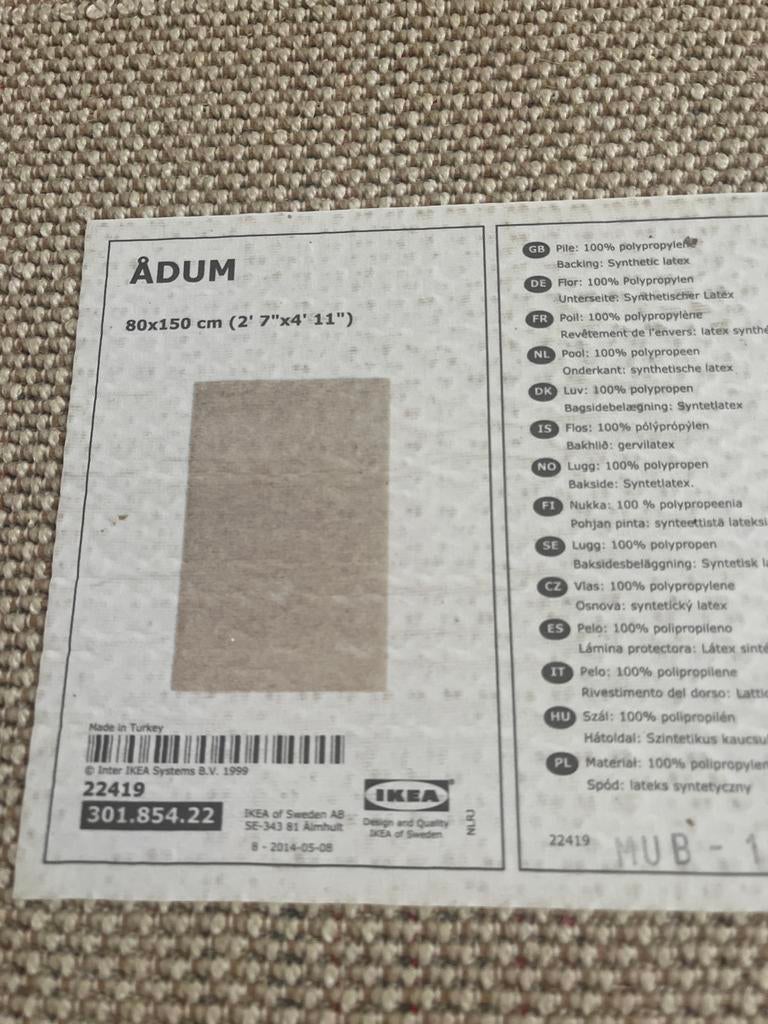 ÅDUM
80x150 cm (2' 7"x4' 11")
Made in Turkey
© Inter IKEA Systems B.V. 1999
22419
301.854.22
IKEA of Sweden AB
SE-343 81 Älmhult
8 - 2014-05-08
IKEA
Design and Quality
IKEA of Sweden
NLRJ
GB Pile: 100% polypropylene
Backing: Synthetic latex
DE Flor: 100% Polypropylen
Unterseite: Synthetischer Latex
FR Poil: 100% polypropylène
Revêtement de l'envers: latex synthé
NL Pool: 100% polypropeen
Onderkant: synthetische latex
DK Luv: 100% polypropen
Bagsidebelægning: Syntetlatex
IS Flos: 100% pólýprópýlen
Bakhlið: gervilatex
NO Lugg: 100% polypropen
Bakside: Syntetlatex.
FI Nukka: 100 % polypropeenia
Pohjan pinta: synteettistä lateksi
SE Lugg: 100% polypropen
Baksidesbeläggning: Syntetisk la
CZ Vlas: 100% polypropylene
Osnova: syntetický latex
ES Pelo: 100% polipropileno
Lámina protectora: Látex sinté
IT Pelo: 100% polipropilene
Rivestimento del dorso: Lattic
HU Szál: 100% polipropilén
Hátoldal: Szintetikus kaucsu
PL Materiał: 100% polipropylen
Spód: lateks syntetyczny
22419
MUB - 1